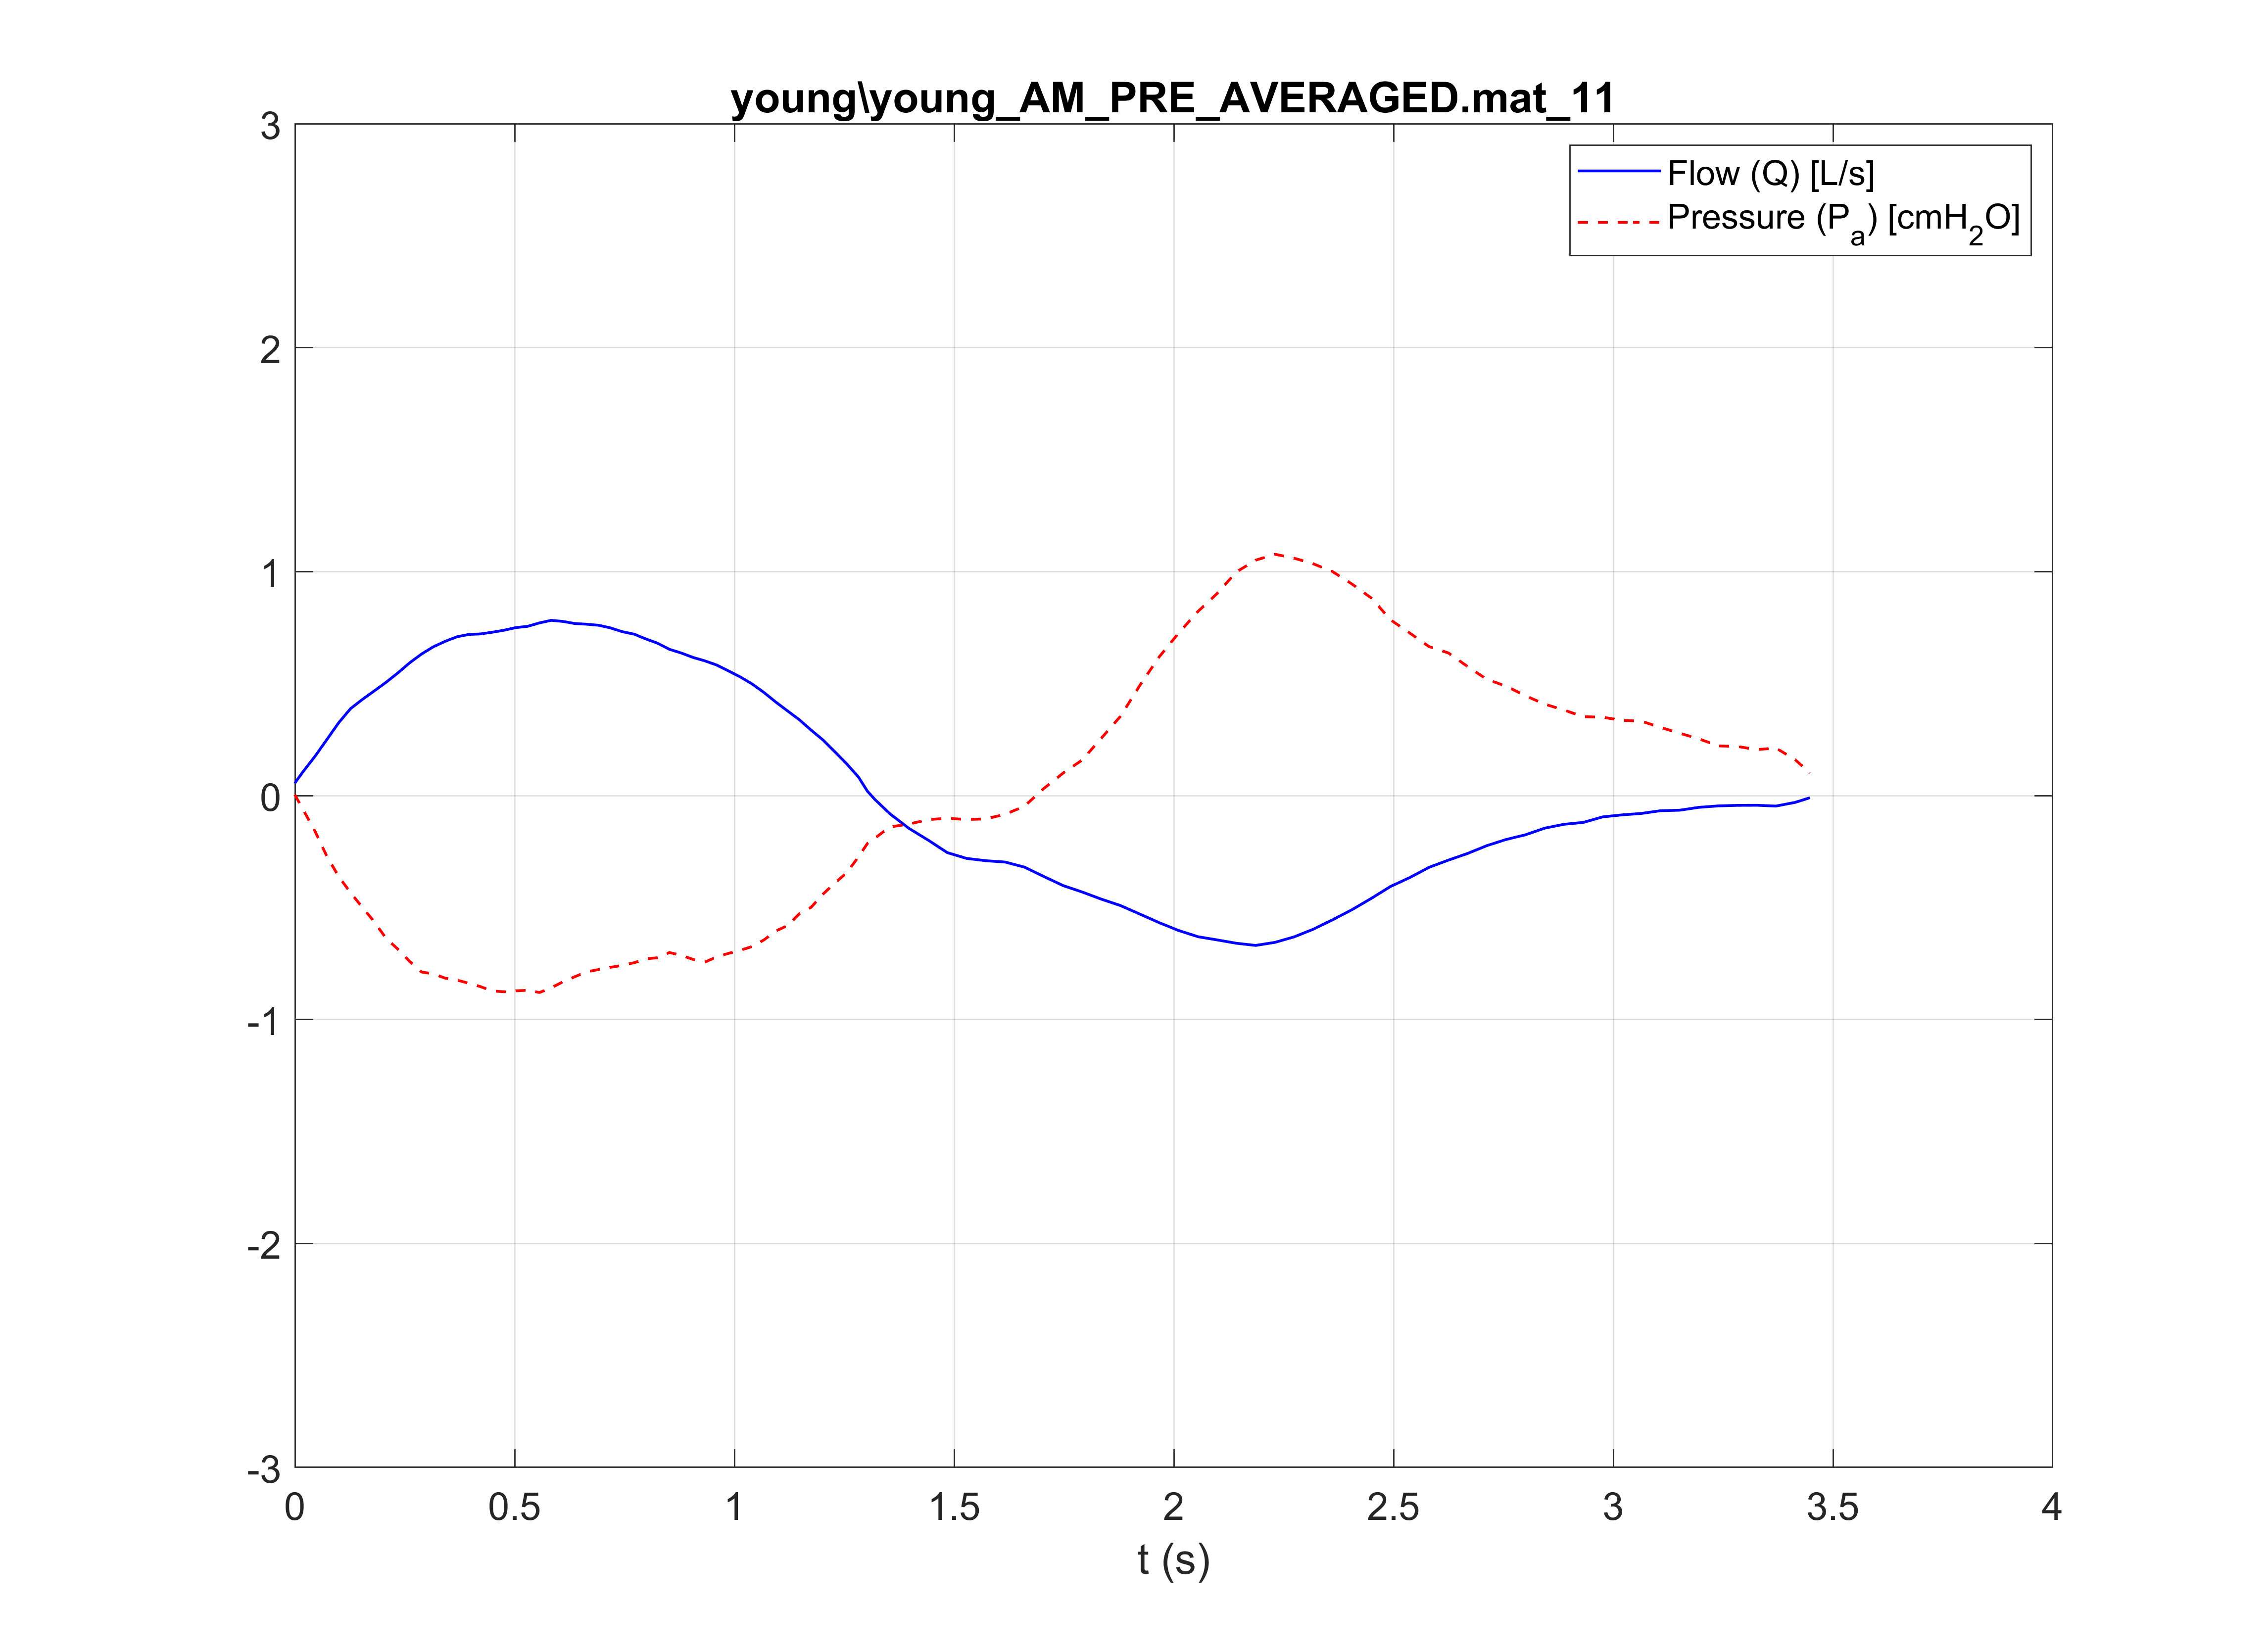 young\young_AM_PRE_AVERAGED.mat_11
Flow (Q) [L/s]
Pressure (Pa) [cmH2O]
3
2
1
0
-1
-2
-3
0 0.5 1 1.5 2 2.5 3 3.5 4
t (s)